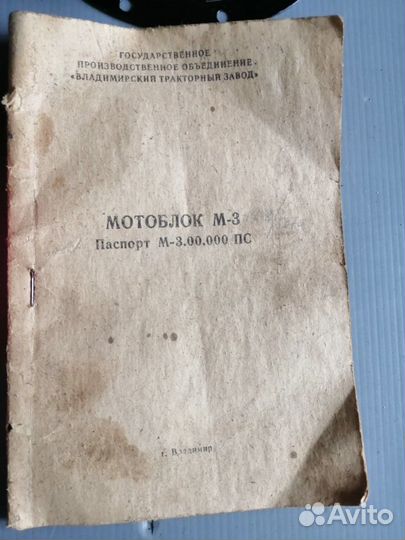 ГОСУДАРСТВЕННОЕ
ПРОИЗВОДСТВЕННОЕ ОБЪЕДИНЕНИЕ
«ВЛАДИМИРСКИЙ ТРАКТОРНЫЙ ЗАВОД»
МОТОБЛОК М-3
Паспорт М-3.00.000 ПС
г. Владимир
Avito